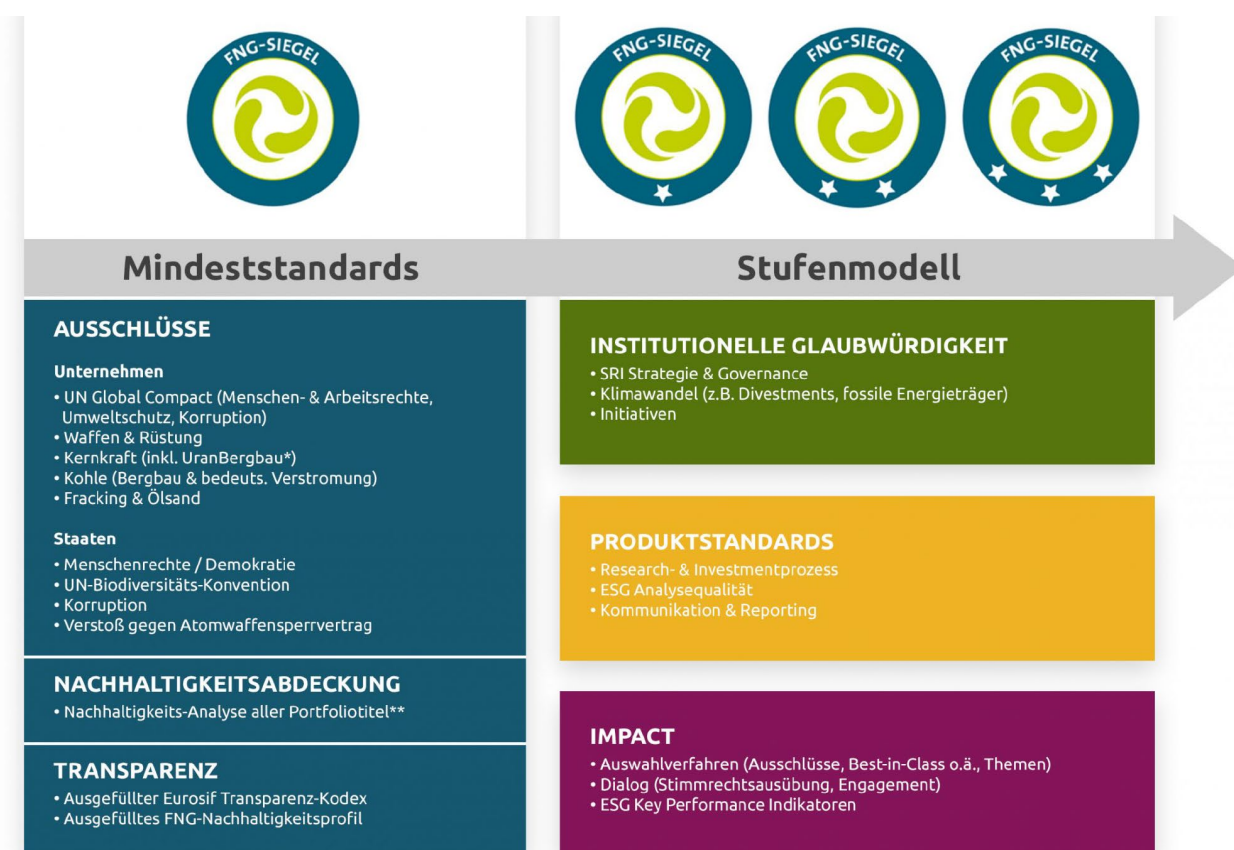 FNG-SIEGEL
FNG-SIEGEL
FNG-SIEGEL
FNG-SIEGEL
Mindeststandards
Stufenmodell
AUSSCHLÜSSE
Unternehmen
• UN Global Compact (Menschen- & Arbeitsrechte,
Umweltschutz, Korruption)
• Waffen & Rüstung
• Kernkraft (inkl. UranBergbau*)
• Kohle (Bergbau & bedeuts. Verstromung)
• Fracking & Ölsand
Staaten
• Menschenrechte / Demokratie
• UN-Biodiversitäts-Konvention
• Korruption
• Verstoß gegen Atomwaffensperrvertrag
NACHHALTIGKEITSABDECKUNG
• Nachhaltigkeits-Analyse aller Portfoliotitel**
TRANSPARENZ
• Ausgefüllter Eurosif Transparenz-Kodex
• Ausgefülltes FNG-Nachhaltigkeitsprofil
INSTITUTIONELLE GLAUBWÜRDIGKEIT
• SRI Strategie & Governance
• Klimawandel (z.B. Divestments, fossile Energieträger)
• Initiativen
PRODUKTSTANDARDS
• Research- & Investmentprozess
• ESG Analysequalität
• Kommunikation & Reporting
IMPACT
• Auswahlverfahren (Ausschlüsse, Best-in-Class o.ä., Themen)
• Dialog (Stimmrechtsausübung, Engagement)
• ESG Key Performance Indikatoren